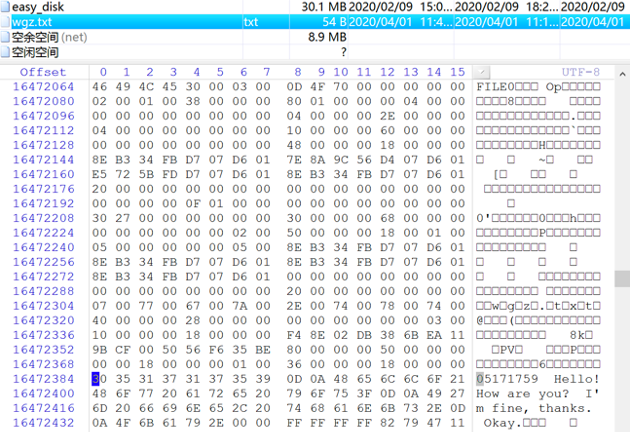 easy_disk 30.1 MB 2020/02/09 15:0... 2020/02/09 18:2... 2020/02/09
wgz.txt txt 54 B 2020/04/01 11:4... 2020/04/01 11:1... 2020/04/01
空余空间 (net) 8.9 MB
空闲空间 ?
Offset 0 1 2 3 4 5 6 7 8 9 10 11 12 13 14 15 UTF-8
16472064 46 49 4C 45 30 00 03 00 0D 4F 70 00 00 00 00 00 FILE0 Op
16472080 02 00 01 00 38 00 00 00 80 01 00 00 00 04 00 00 8
16472096 00 00 00 00 00 00 00 00 04 00 00 00 2E 00 00 00 .
16472112 04 00 00 00 00 00 00 00 10 00 00 00 60 00 00 00 `
16472128 00 00 00 00 00 00 00 00 48 00 00 00 18 00 00 00 H
16472144 8E B3 34 FB D7 07 D6 01 7E 8A 9C 56 D4 07 D6 01 ~
16472160 E5 72 5B FD D7 07 D6 01 8E B3 34 FB D7 07 D6 01 [
16472176 20 00 00 00 00 00 00 00 00 00 00 00 00 00 00 00
16472192 00 00 00 00 0F 01 00 00 00 00 00 00 00 00 00 00
16472208 30 27 00 00 00 00 00 00 30 00 00 00 68 00 00 00 0' 0 h
16472224 00 00 00 00 00 00 02 00 50 00 00 00 18 00 01 00 P
16472240 05 00 00 00 00 00 05 00 8E B3 34 FB D7 07 D6 01
16472256 8E B3 34 FB D7 07 D6 01 8E B3 34 FB D7 07 D6 01
16472272 8E B3 34 FB D7 07 D6 01 00 00 00 00 00 00 00 00
16472288 00 00 00 00 00 00 00 00 20 00 00 00 00 00 00 00
16472304 07 00 77 00 67 00 7A 00 2E 00 74 00 78 00 74 00 w g z . t x t
16472320 40 00 00 00 28 00 00 00 00 00 00 00 00 00 03 00 @ (
16472336 10 00 00 00 18 00 00 00 F4 8E 02 DB 38 6B EA 11 8k
16472352 9B CF 00 50 56 F6 35 BE 80 00 00 00 50 00 00 00 PV P
16472368 00 00 18 00 00 00 01 00 36 00 00 00 18 00 00 00 6
16472384 30 35 31 37 31 37 35 39 0D 0A 48 65 6C 6C 6F 21 05171759 Hello!
16472400 48 6F 77 20 61 72 65 20 79 6F 75 3F 0D 0A 49 27 How are you? I'
16472416 6D 20 66 69 6E 65 2C 20 74 68 61 6E 6B 73 2E 0D m fine, thanks.
16472432 0A 4F 6B 61 79 2E 00 00 FF FF FF FF 82 79 47 11 Okay.